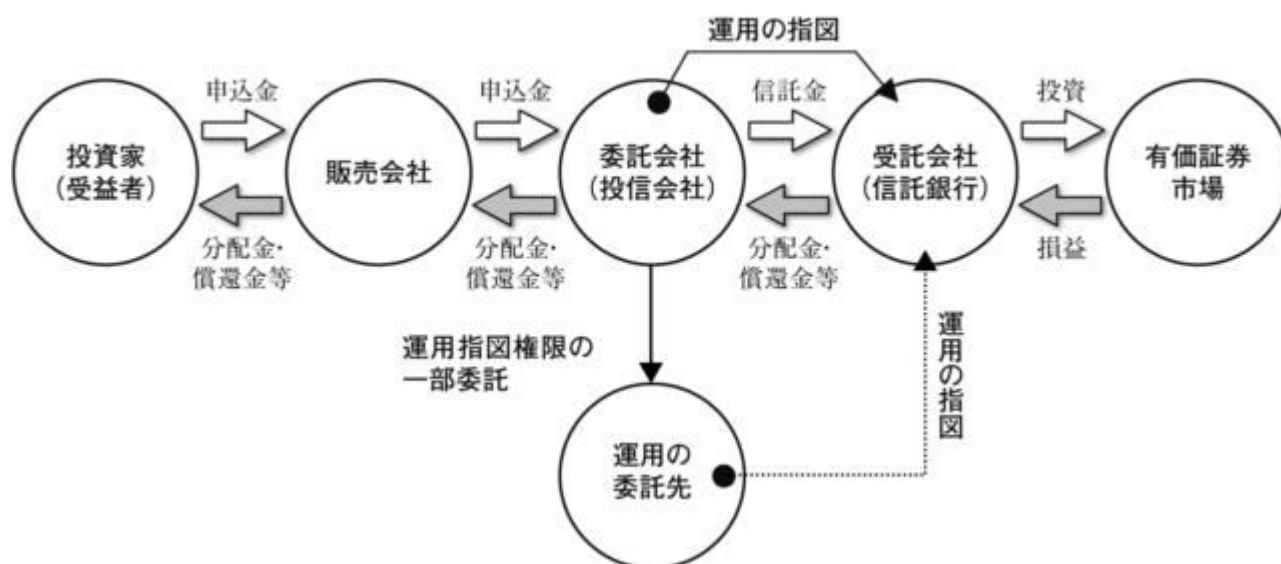 運用の指図
申込金
申込金
信託金
投資
投資家
（受益者）
販売会社
委託会社
（投信会社）
受託会社
（信託銀行）
有価証券
市場
分配金・
償還金等
分配金・
償還金等
分配金・
償還金等
損益
運用指図権限の
一部委託
運用の指図
運用の
委託先